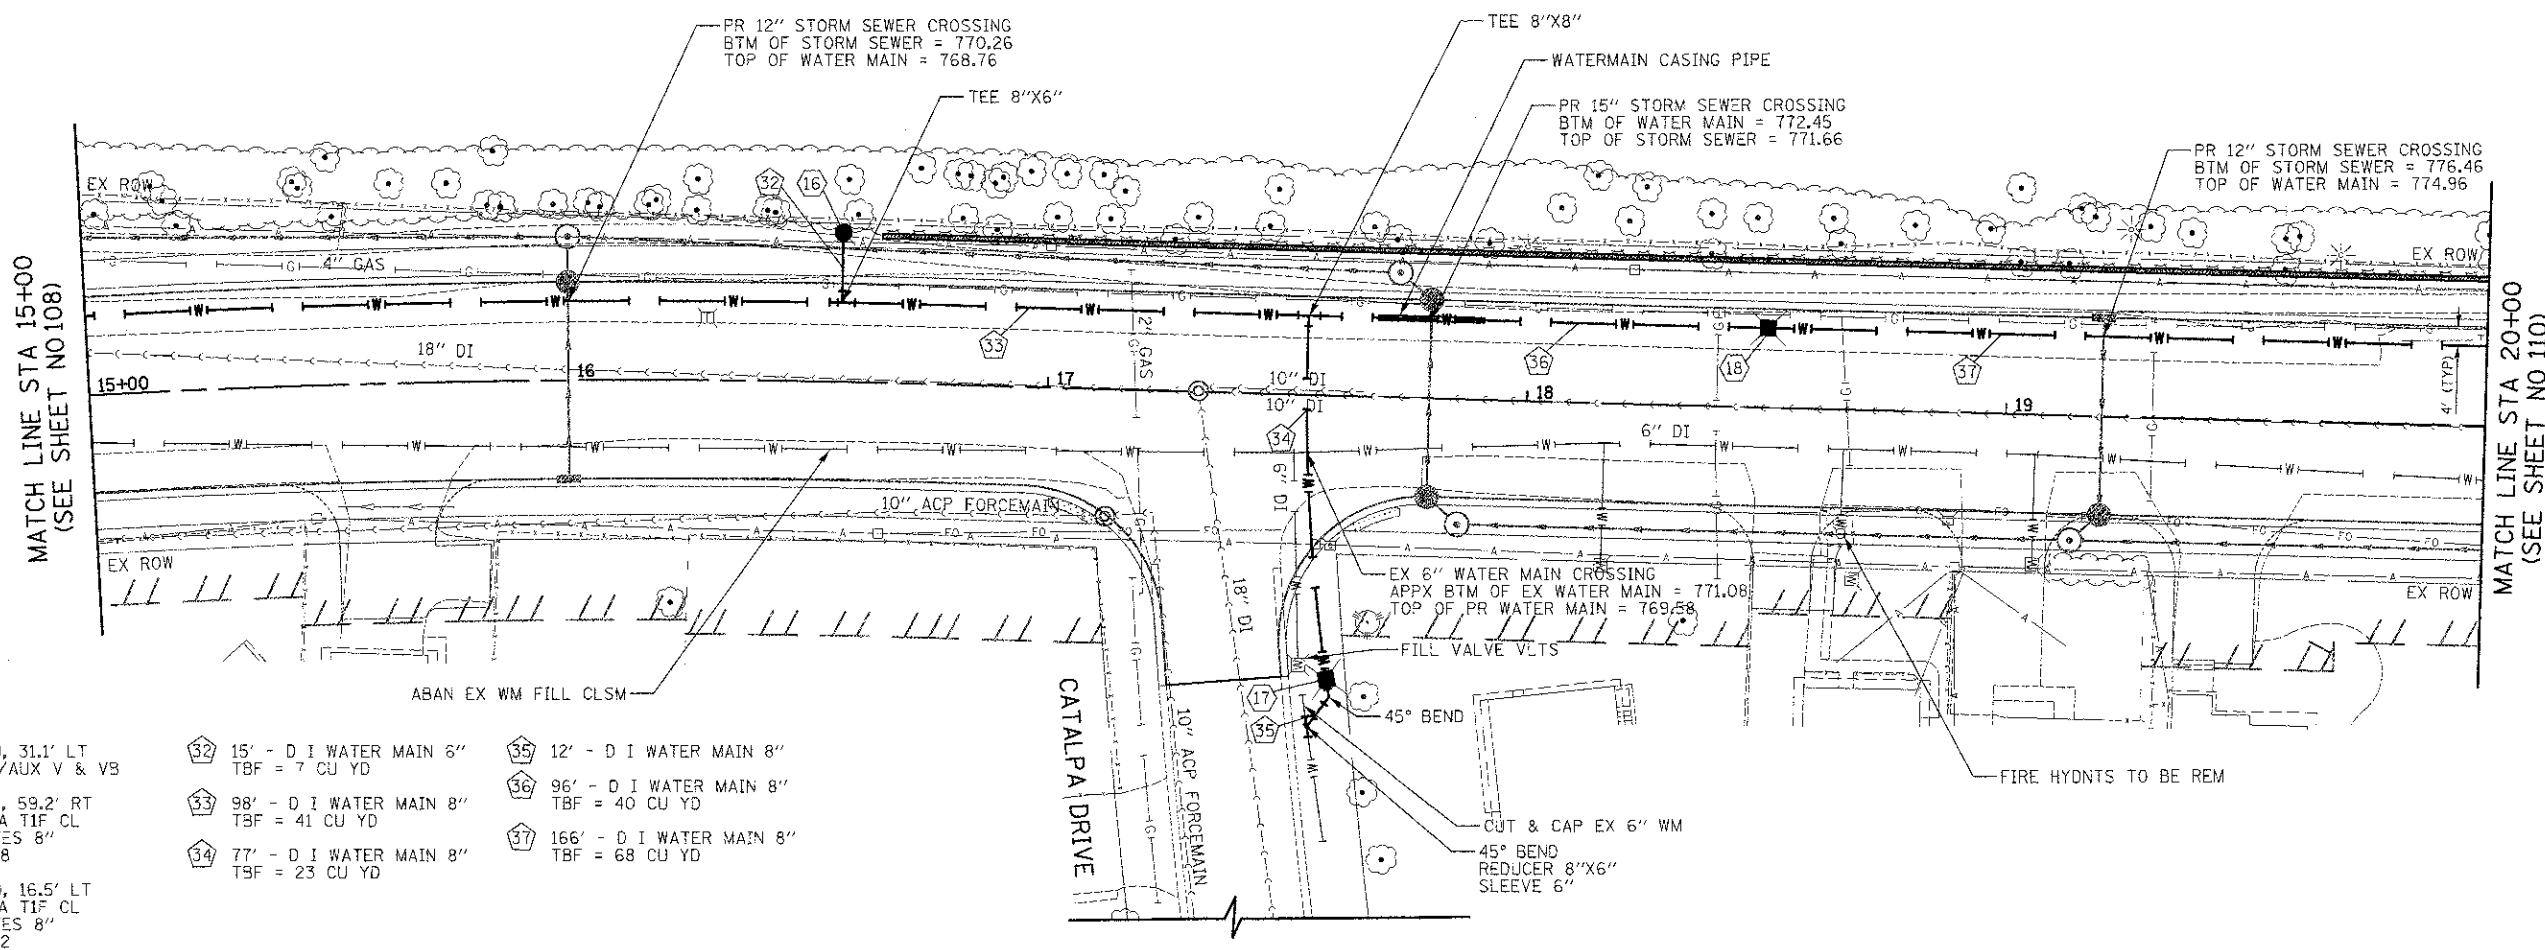 PR 12" STORM SEWER CROSSING
BTM OF STORM SEWER = 770.26
TOP OF WATER MAIN = 768.76
TEE 8"X6"
TEE 8"X8"
WATERMAIN CASING PIPE
PR 15" STORM SEWER CROSSING
BTM OF WATER MAIN = 772.45
TOP OF STORM SEWER = 771.66
PR 12" STORM SEWER CROSSING
BTM OF STORM SEWER = 776.46
TOP OF WATER MAIN = 774.96
MATCH LINE STA 15+00
(SEE SHEET NO108)
MATCH LINE STA 20+00
(SEE SHEET NO 110)
EX ROW
EX ROW
32
16
4" GAS
2" GAS
33
36
18
37
4' (TYP)
18" DI
15+00
16
17
18
19
10" DI
10" DI
34
6" DI
6" DI
10" ACP FORCEMAIN
FO
EX ROW
EX ROW
18" DI
EX 6" WATER MAIN CROSSING
APPX BTM OF EX WATER MAIN = 771.08
TOP OF PR WATER MAIN = 769.58
FILL VALVE VLTS
ABAN EX WM FILL CLSM
17
35
45° BEND
CATALPA DRIVE
10" ACP FORCEMAIN
FIRE HYDNTS TO BE REM
CUT & CAP EX 6" WM
45° BEND
REDUCER 8"X6"
SLEEVE 6"
, 31.1' LT
/AUX V & VB
, 59.2' RT
A T1F CL
ES 8"
8
, 16.5' LT
A T1F CL
ES 8"
2
32 15' - D I WATER MAIN 6"
TBF = 7 CU YD
33 98' - D I WATER MAIN 8"
TBF = 41 CU YD
34 77' - D I WATER MAIN 8"
TBF = 23 CU YD
35 12' - D I WATER MAIN 8"
36 96' - D I WATER MAIN 8"
TBF = 40 CU YD
37 166' - D I WATER MAIN 8"
TBF = 68 CU YD